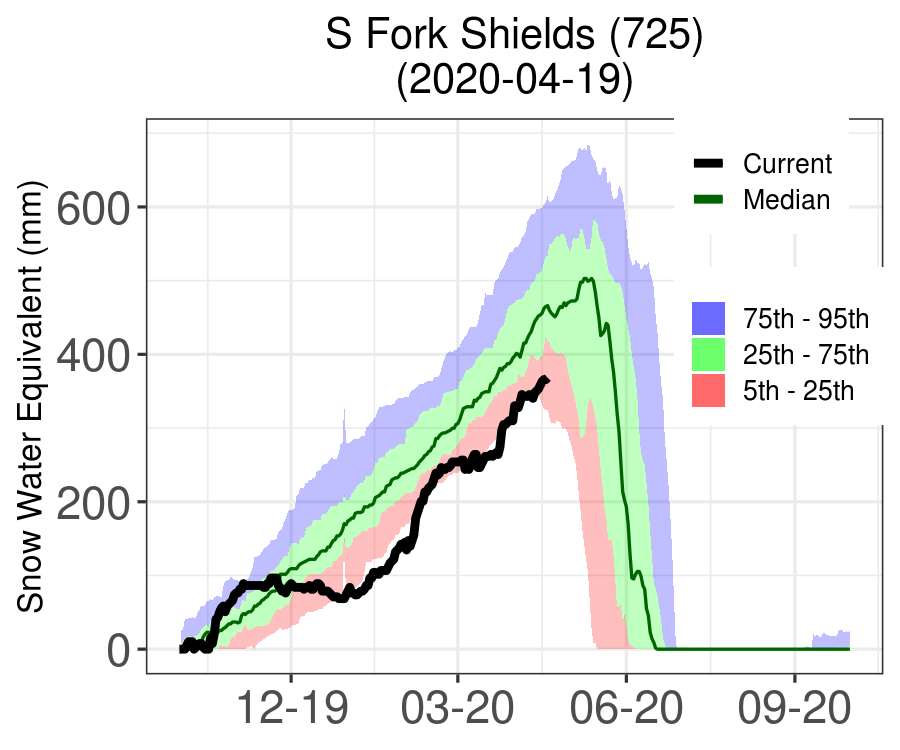 S Fork Shields (725)
(2020-04-19)
Snow Water Equivalent (mm)
600
400
200
0
12-19
03-20
06-20
09-20
Current
Median
75th - 95th
25th - 75th
5th - 25th